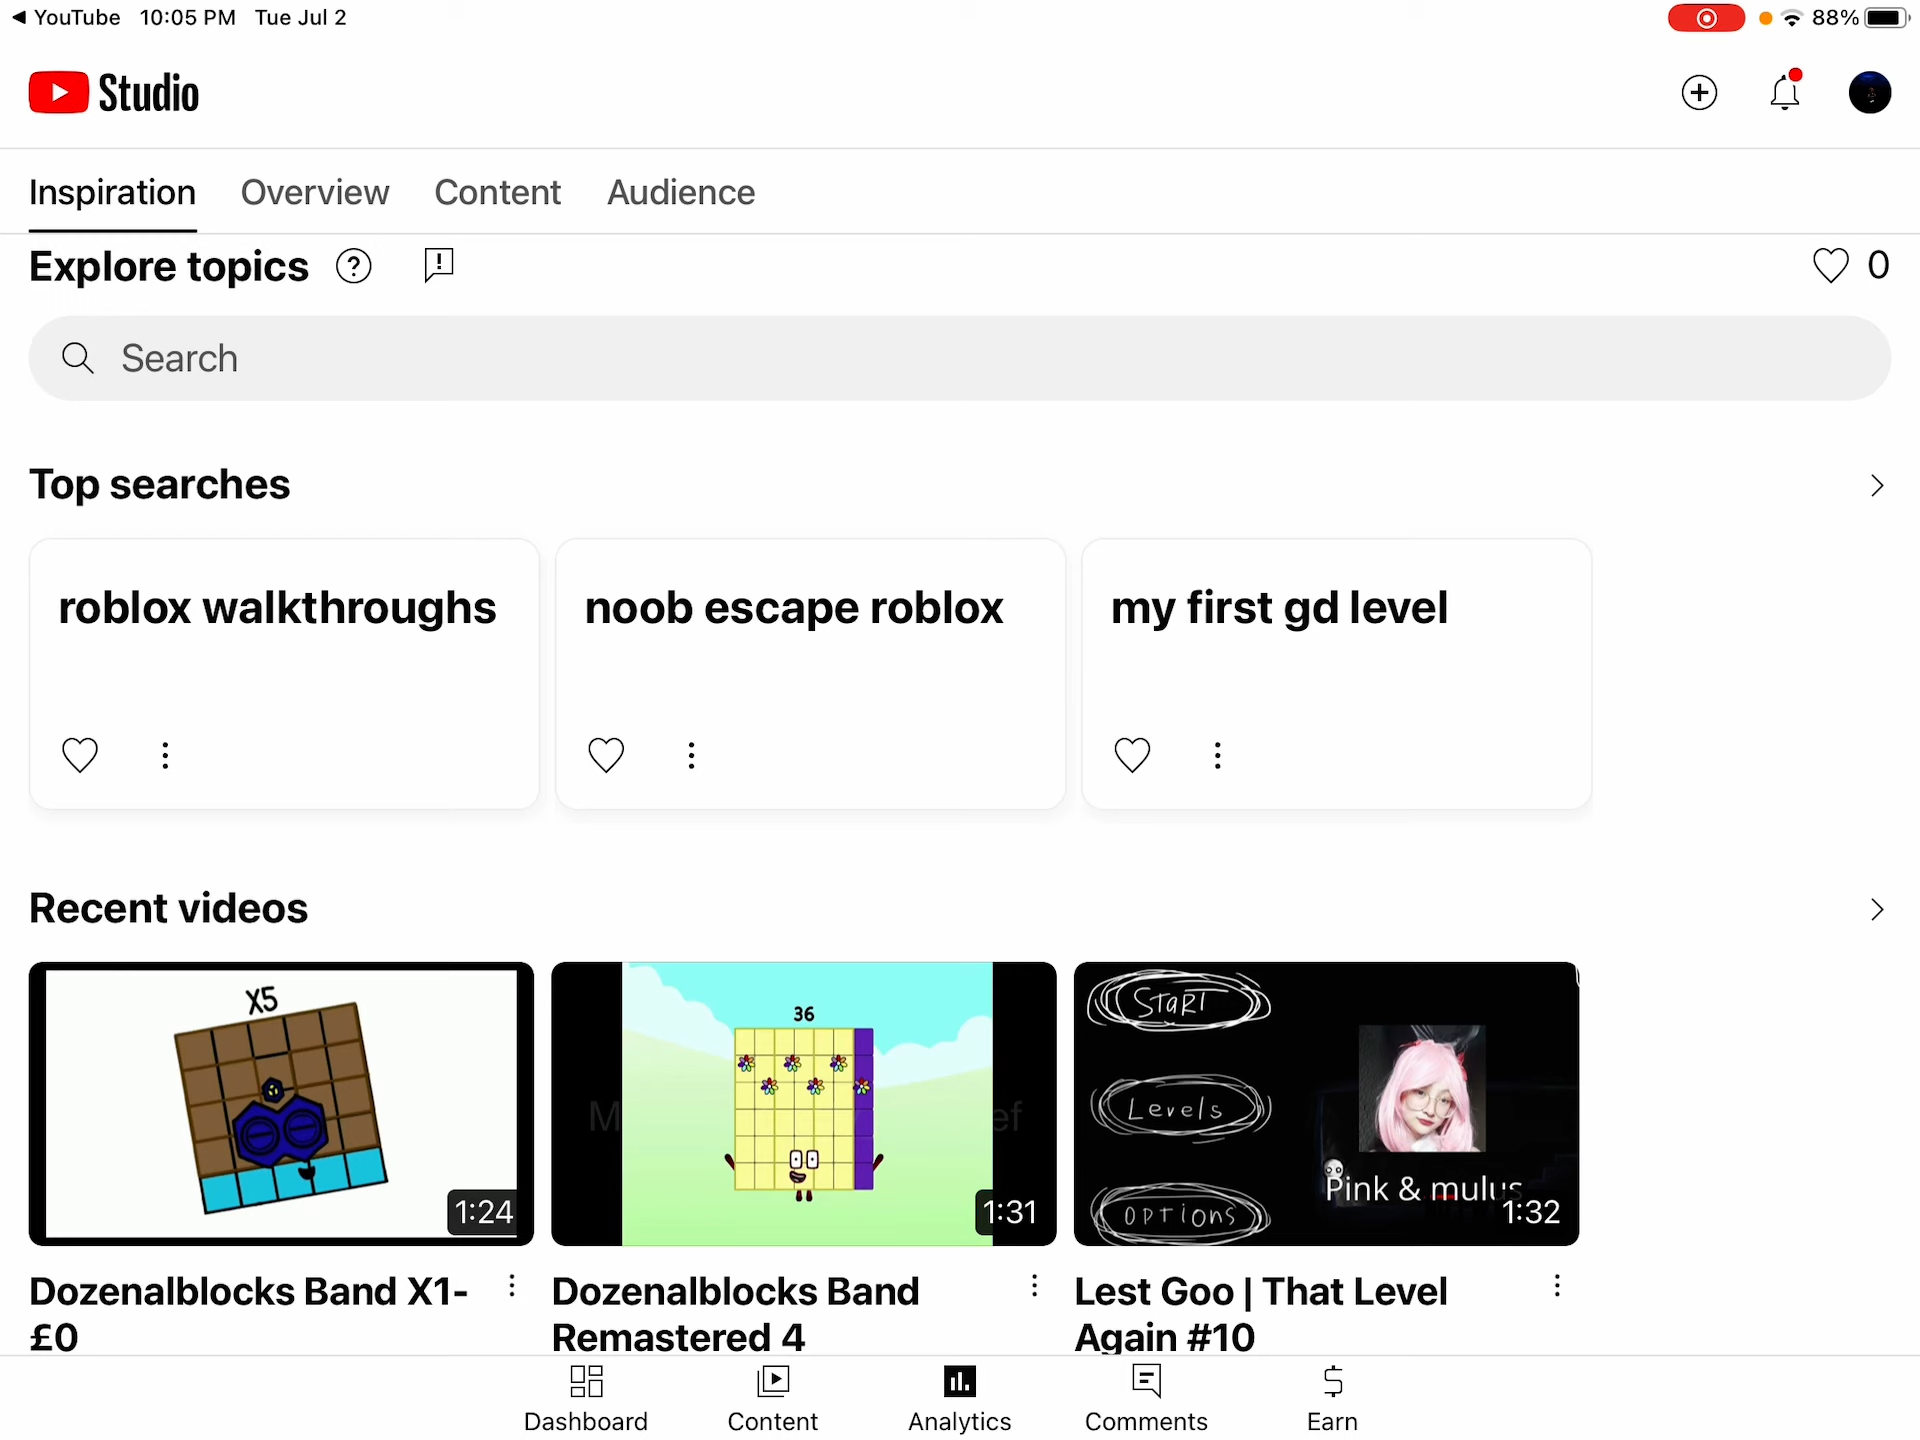 YouTube 10:05 PM Tue Jul 2 88%
Studio
Inspiration Overview Content Audience
Explore topics 0
Search
Top searches
roblox walkthroughs noob escape roblox my first gd level
Recent videos
X5
1:24
36
1:31
Start
Levels
Options
Pink & mulus
1:32
Dozenalblocks Band X1-
£0
Dozenalblocks Band
Remastered 4
Lest Goo | That Level
Again #10
Dashboard Content Analytics Comments Earn